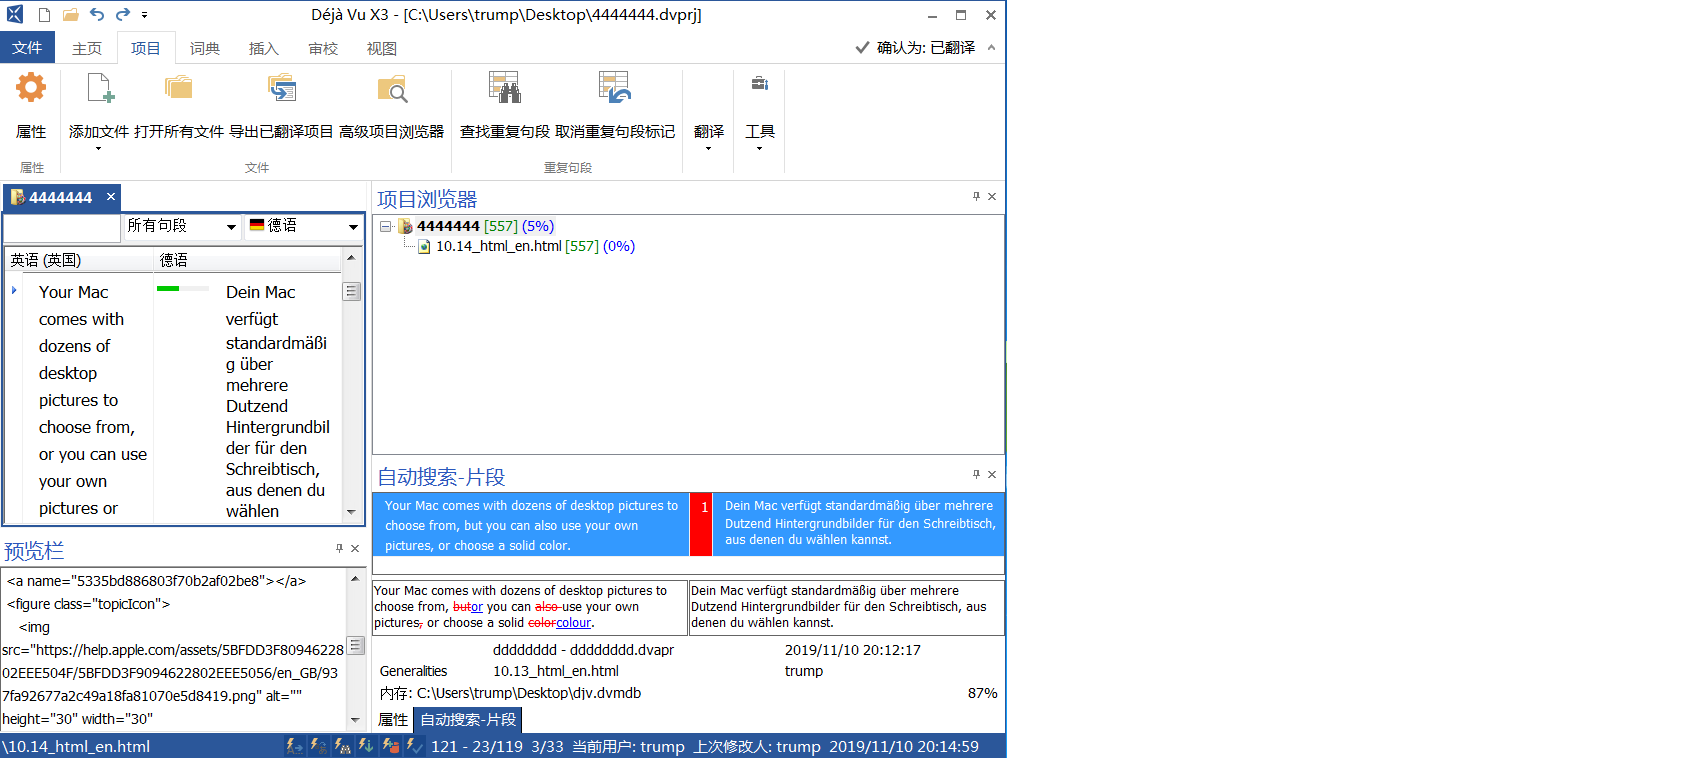 Déjà Vu X3 - [C:\Users\trump\Desktop\4444444.dvprj]
文件 主页 项目 词典 插入 审校 视图 确认为: 已翻译
属性 添加文件 打开所有文件 导出已翻译项目 高级项目浏览器 查找重复句段 取消重复句段标记 翻译 工具
属性 文件 重复句段
4444444
所有句段 德语
英语 (英国) 德语
Your Mac
comes with
dozens of
desktop
pictures to
choose from,
or you can use
your own
pictures or
Dein Mac
verfügt
standardmäßi
g über
mehrere
Dutzend
Hintergrundbil
der für den
Schreibtisch,
aus denen du
wählen
预览栏
<a name="5335bd886803f70b2af02be8"></a>
<figure class="topicIcon">
<img
src="https://help.apple.com/assets/5BFDD3F80946228
02EEE504F/5BFDD3F9094622802EEE5056/en_GB/93
7fa92677a2c49a18fa81070e5d8419.png" alt=""
height="30" width="30"
项目浏览器
4444444 [557] (5%)
10.14_html_en.html [557] (0%)
自动搜索-片段
Your Mac comes with dozens of desktop pictures to
choose from, but you can also use your own
pictures, or choose a solid color.
1
Dein Mac verfügt standardmäßig über mehrere
Dutzend Hintergrundbilder für den Schreibtisch,
aus denen du wählen kannst.
Your Mac comes with dozens of desktop pictures to
choose from, butor you can also use your own
pictures, or choose a solid colorcolour.
Dein Mac verfügt standardmäßig über mehrere
Dutzend Hintergrundbilder für den Schreibtisch, aus
denen du wählen kannst.
dddddddd - dddddddd.dvapr 2019/11/10 20:12:17
Generalities 10.13_html_en.html trump
内存: C:\Users\trump\Desktop\djv.dvmdb 87%
属性 自动搜索-片段
\10.14_html_en.html 121 - 23/119 3/33 当前用户: trump 上次修改人: trump 2019/11/10 20:14:59